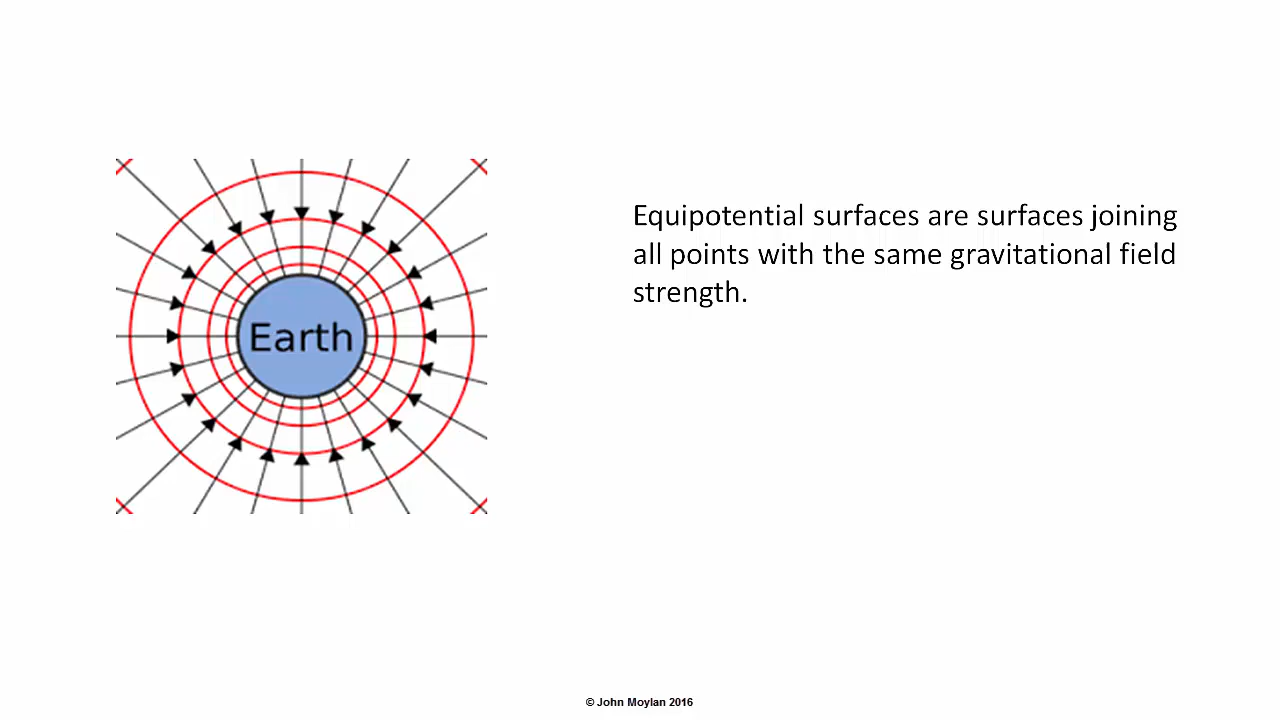 Equipotential surfaces are surfaces joining
all points with the same gravitational field
strength.
Earth
© John Moylan 2016